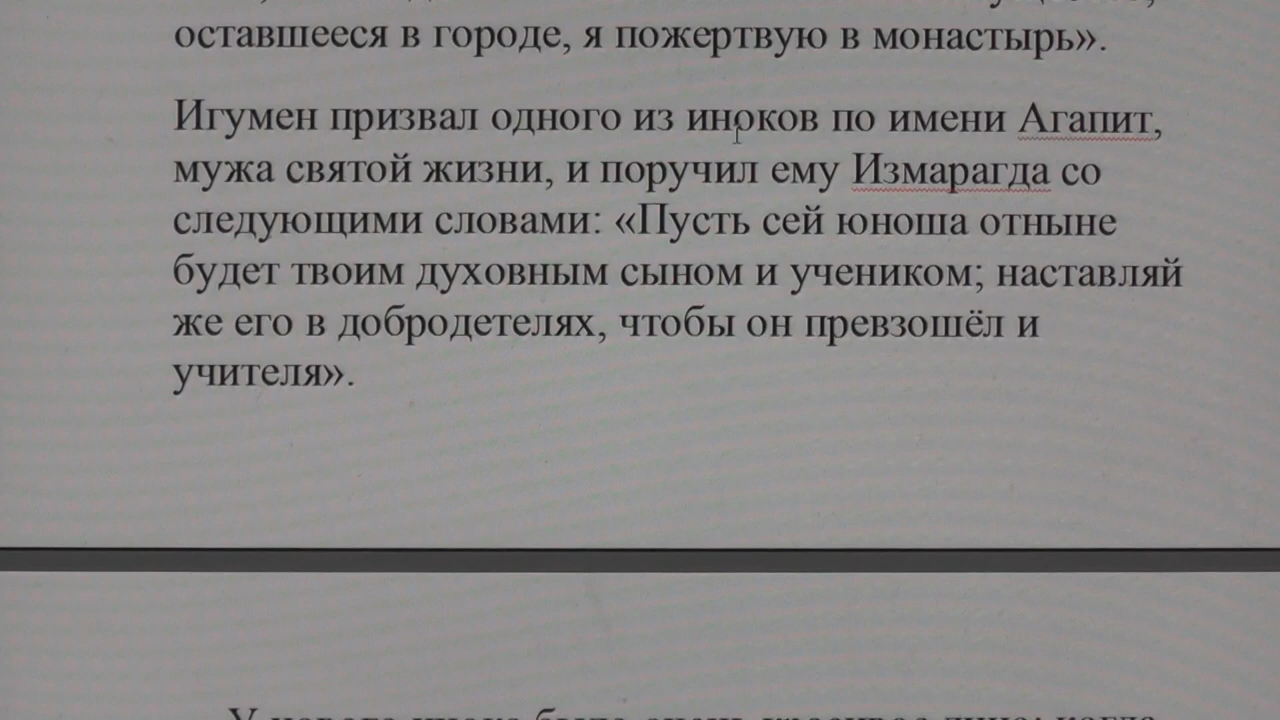 оставшееся в городе, я пожертвую в монастырь».
Игумен призвал одного из иноков по имени Агапит,
мужа святой жизни, и поручил ему Измарагда со
следующими словами: «Пусть сей юноша отныне
будет твоим духовным сыном и учеником; наставляй
же его в добродетелях, чтобы он превзошёл и
учителя».